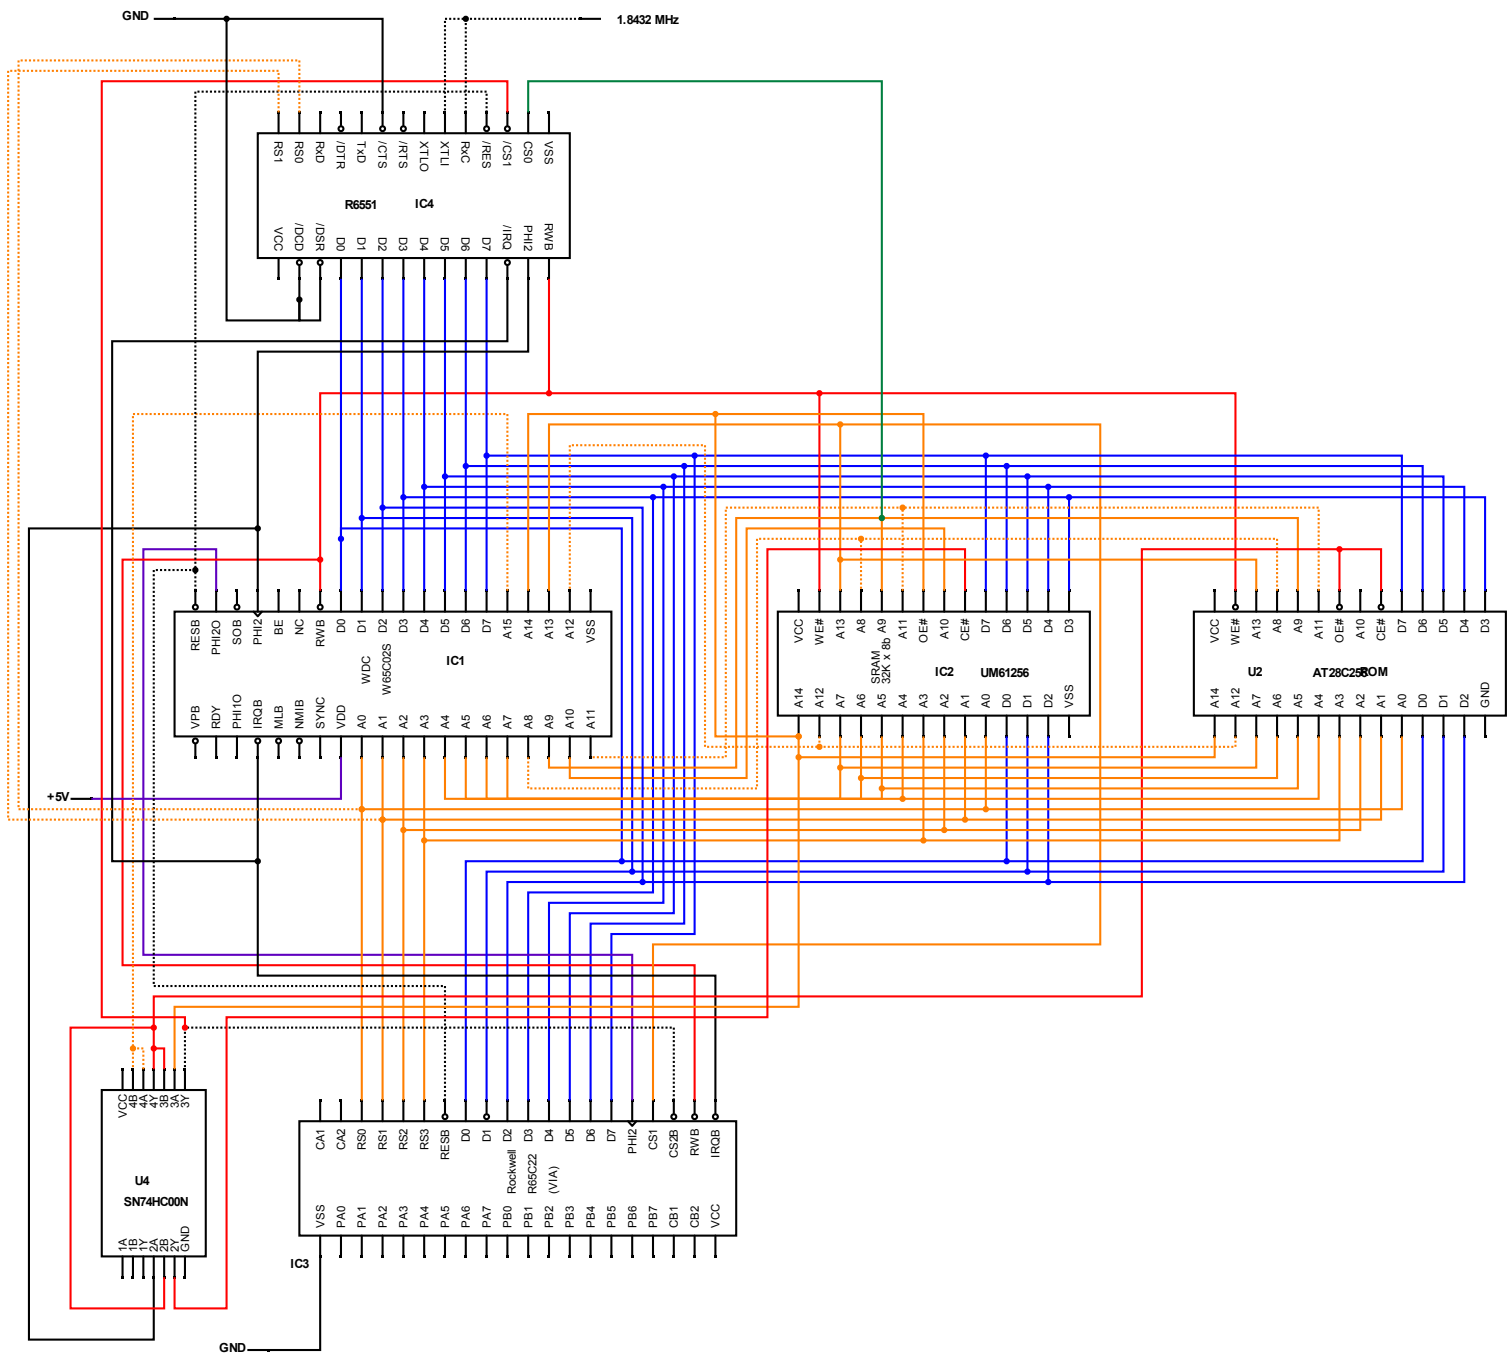 GND
1.8432 MHz
RS1 RS0 RxD /DTR TxD /CTS /RTS XTLO XTLI RxC /RES /CS1 CS0 VSS
R6551 IC4
VCC /DCD /DSR D0 D1 D2 D3 D4 D5 D6 D7 /IRQ PHI2 RWB
RESB PHI2O SOB PHI2 BE NC RWB D0 D1 D2 D3 D4 D5 D6 D7 A15 A14 A13 A12 VSS
WDC
W65C02S
IC1
VPB RDY PHI1O IRQB MLB NMIB SYNC VDD A0 A1 A2 A3 A4 A5 A6 A7 A8 A9 A10 A11
VCC WE# A13 A8 A9 A11 OE# A10 CE# D7 D6 D5 D4 D3
SRAM
32K x 8b
IC2 UM61256
A14 A12 A7 A6 A5 A4 A3 A2 A1 A0 D0 D1 D2 VSS
VCC WE# A13 A8 A9 A11 OE# A10 CE# D7 D6 D5 D4 D3
U2 AT28C256 ROM
A14 A12 A7 A6 A5 A4 A3 A2 A1 A0 D0 D1 D2 GND
+5V
VCC 4B 4A 4Y 3B 3A 3Y
U4
SN74HC00N
1A 1B 1Y 2A 2B 2Y GND
CA1 CA2 RS0 RS1 RS2 RS3 RESB D0 D1 D2 D3 D4 D5 D6 D7 PHI2 CS1 CS2B RWB IRQB
Rockwell
R65C22
(VIA)
VSS PA0 PA1 PA2 PA3 PA4 PA5 PA6 PA7 PB0 PB1 PB2 PB3 PB4 PB5 PB6 PB7 CB1 CB2 VCC
IC3
GND